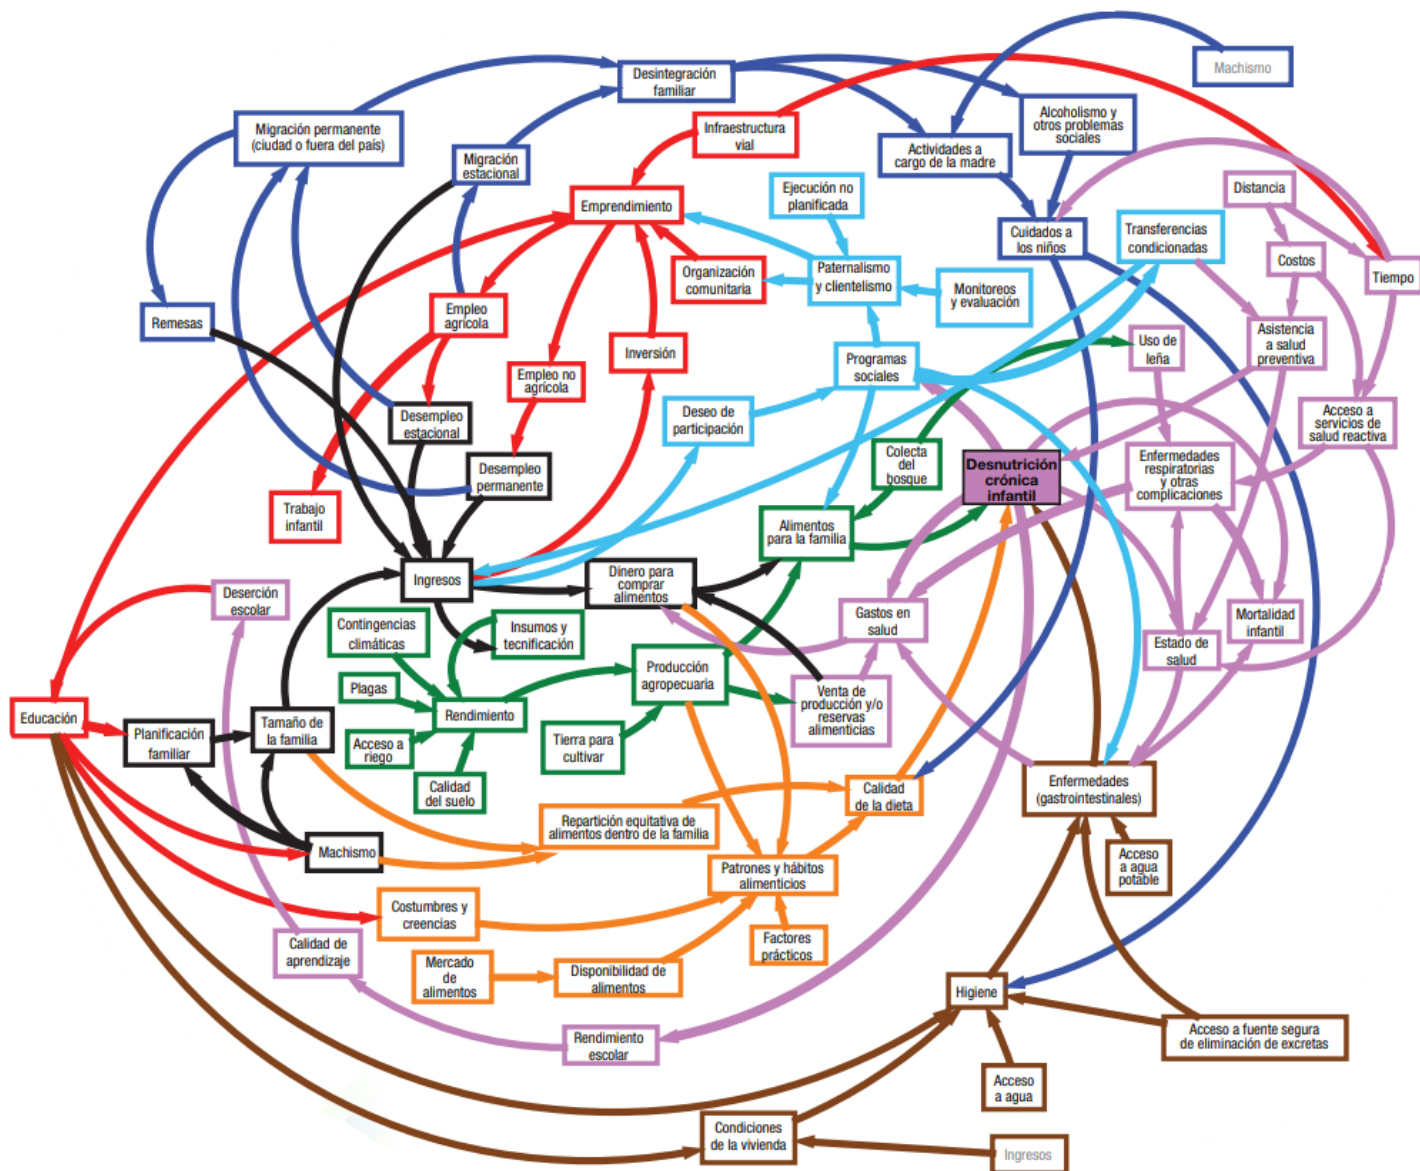 Machismo
Desintegración
familiar
Alcoholismo y
otros problemas
sociales
Migración permanente
(ciudad o fuera del país)
Infraestructura
vial
Actividades a
cargo de la madre
Migración
estacional
Ejecución no
planificada
Distancia
Emprendimiento
Cuidados a
los niños
Transferencias
condicionadas
Costos
Tiempo
Organización
comunitaria
Paternalismo
y clientelismo
Monitoreos
y evaluación
Remesas
Empleo
agrícola
Inversión
Uso de
leña
Asistencia
a salud
preventiva
Programas
sociales
Empleo no
agrícola
Desempleo
estacional
Deseo de
participación
Acceso a
servicios de
salud reactiva
Colecta
del
bosque
Desnutrición
crónica
infantil
Enfermedades
respiratorias
y otras
complicaciones
Desempleo
permanente
Trabajo
infantil
Alimentos
para la familia
Ingresos
Dinero para
comprar
alimentos
Deserción
escolar
Contingencias
climáticas
Insumos y
tecnificación
Gastos en
salud
Mortalidad
infantil
Estado de
salud
Producción
agropecuaria
Plagas
Venta de
producción y/o
reservas
alimenticias
Educación
Planificación
familiar
Tamaño de
la familia
Rendimiento
Acceso a
riego
Tierra para
cultivar
Calidad
del suelo
Calidad
de la dieta
Enfermedades
(gastrointestinales)
Repartición equitativa de
alimentos dentro de la familia
Machismo
Acceso
a agua
potable
Patrones y hábitos
alimenticios
Costumbres y
creencias
Factores
prácticos
Calidad de
aprendizaje
Mercado
de
alimentos
Disponibilidad de
alimentos
Higiene
Rendimiento
escolar
Acceso a fuente segura
de eliminación de excretas
Acceso
a agua
Condiciones
de la vivienda
Ingresos